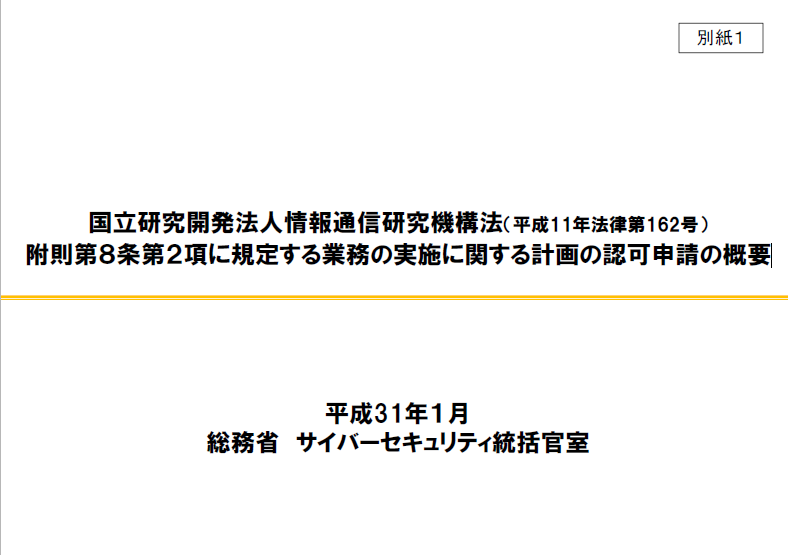 別紙1
国立研究開発法人情報通信研究機構法（平成11年法律第162号）
附則第８条第２項に規定する業務の実施に関する計画の認可申請の概要
平成31年１月
総務省　サイバーセキュリティ統括官室